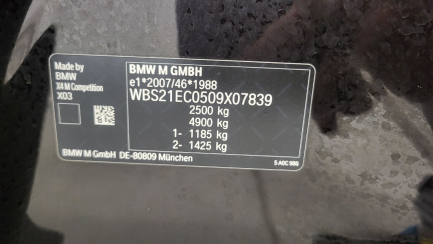 Made by
BMW
X4 M Competition
X03
BMW M GMBH
e1*2007/46*1988
WBS21EC0509X07839
2500 kg
4900 kg
1- 1185 kg
2- 1425 kg
BMW M GmbH DE-80809 München